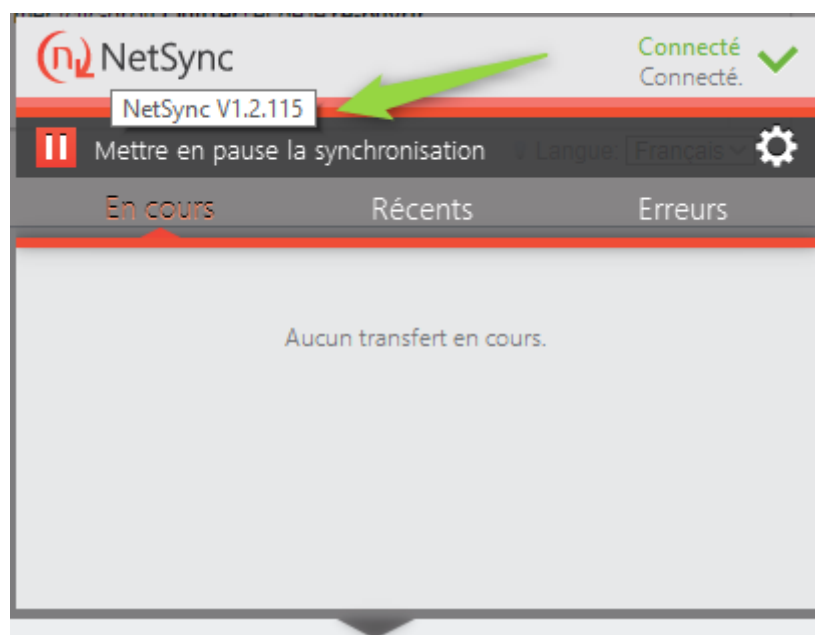 NetSync
Connecté
Connecté.
NetSync V1.2.115
Mettre en pause la synchronisation
Langue: Français
En cours
Récents
Erreurs
Aucun transfert en cours.